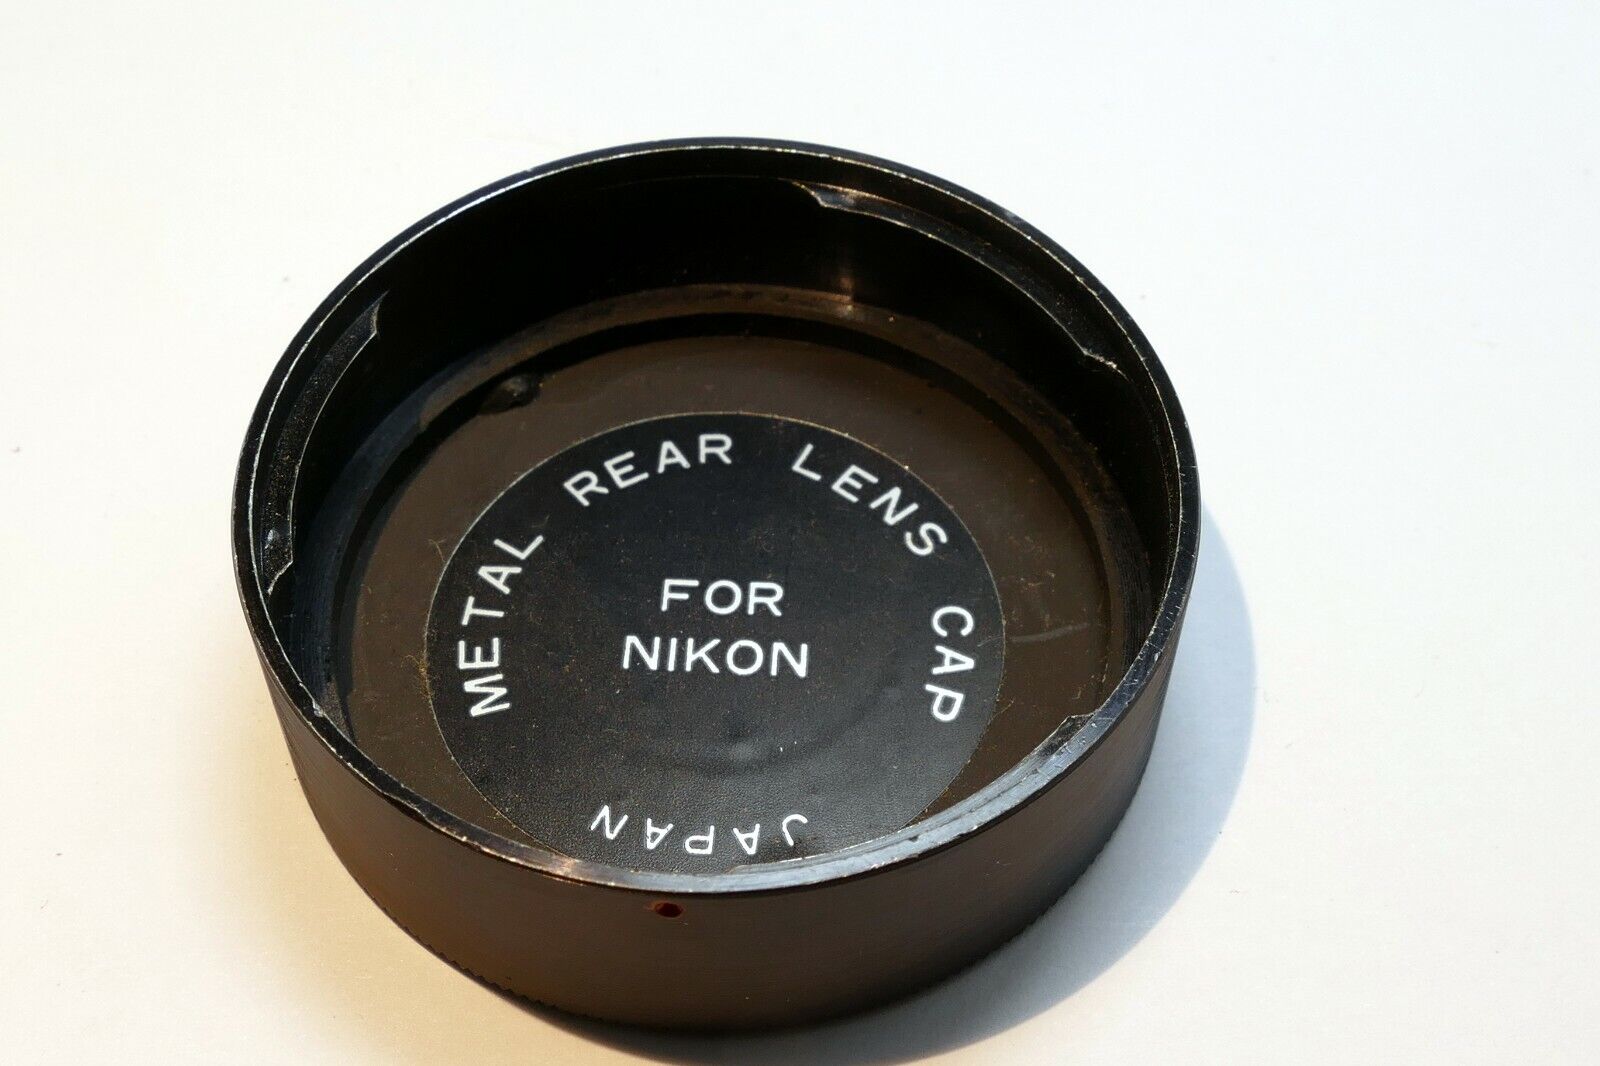 METAL REAR LENS CAP
FOR
NIKON
JAPAN